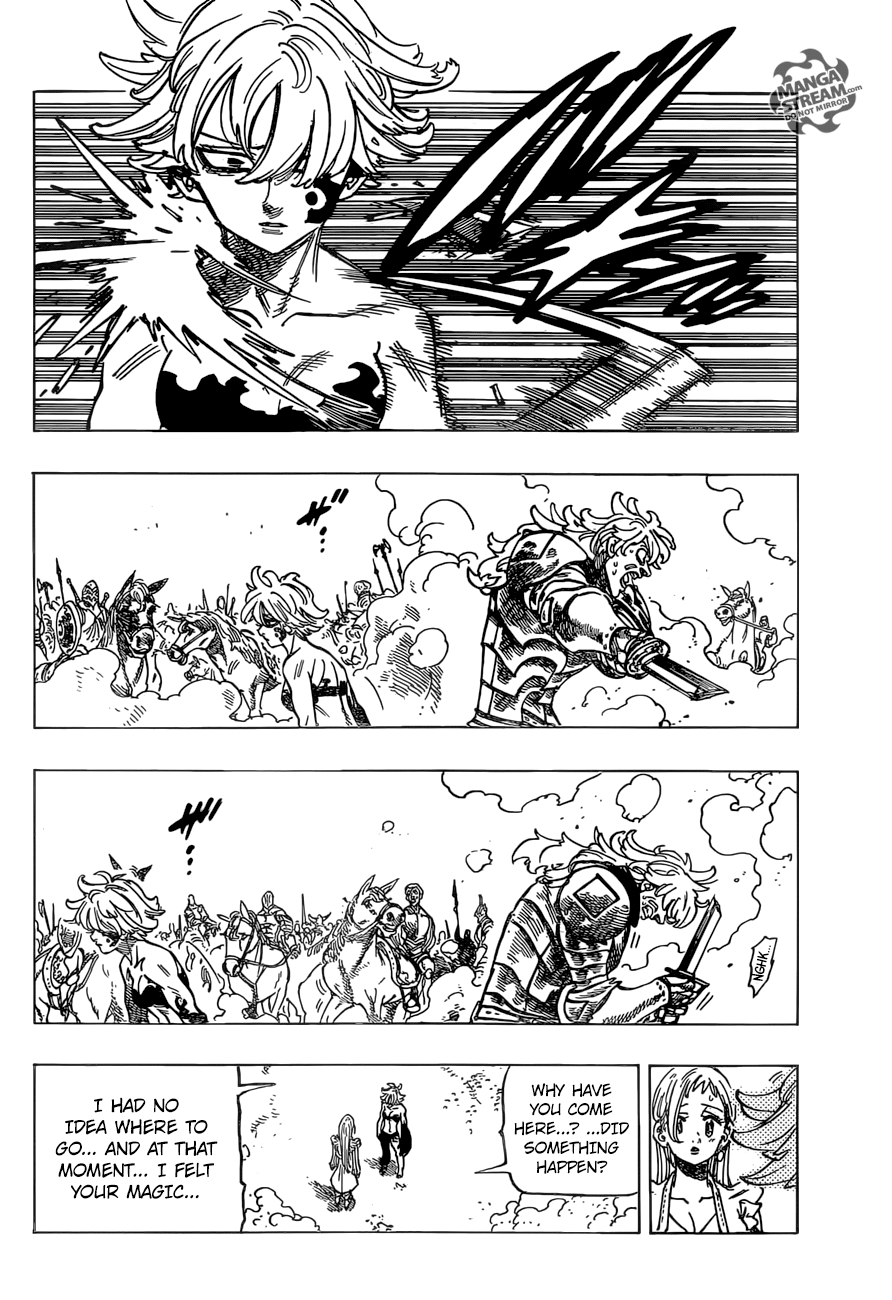 MANGA
STREAM.com
DO NOT MIRROR
NGHK...
WHY HAVE
YOU COME
HERE...? ...DID
SOMETHING
HAPPEN?
I HAD NO
IDEA WHERE TO
GO... AND AT THAT
MOMENT... I FELT
YOUR MAGIC...